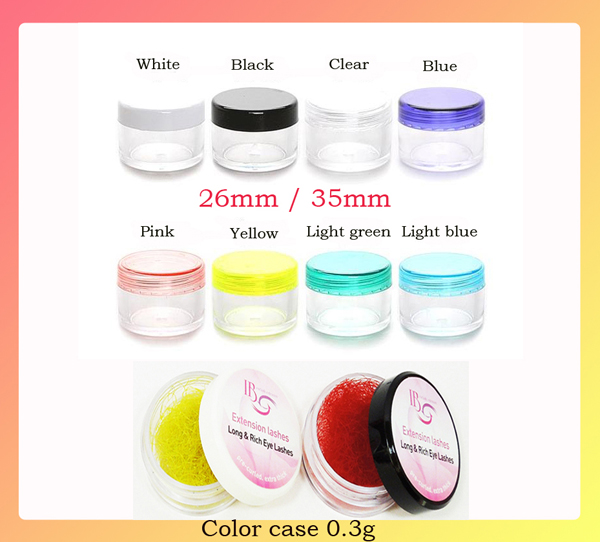 White
Black
Clear
Blue
26mm / 35mm
Pink
Yellow
Light green
Light blue
IB
Extension lashes
Long & Rich Eye Lashes
IB
Extension lashes
Long & Rich Eye Lashes
Color case 0.3g